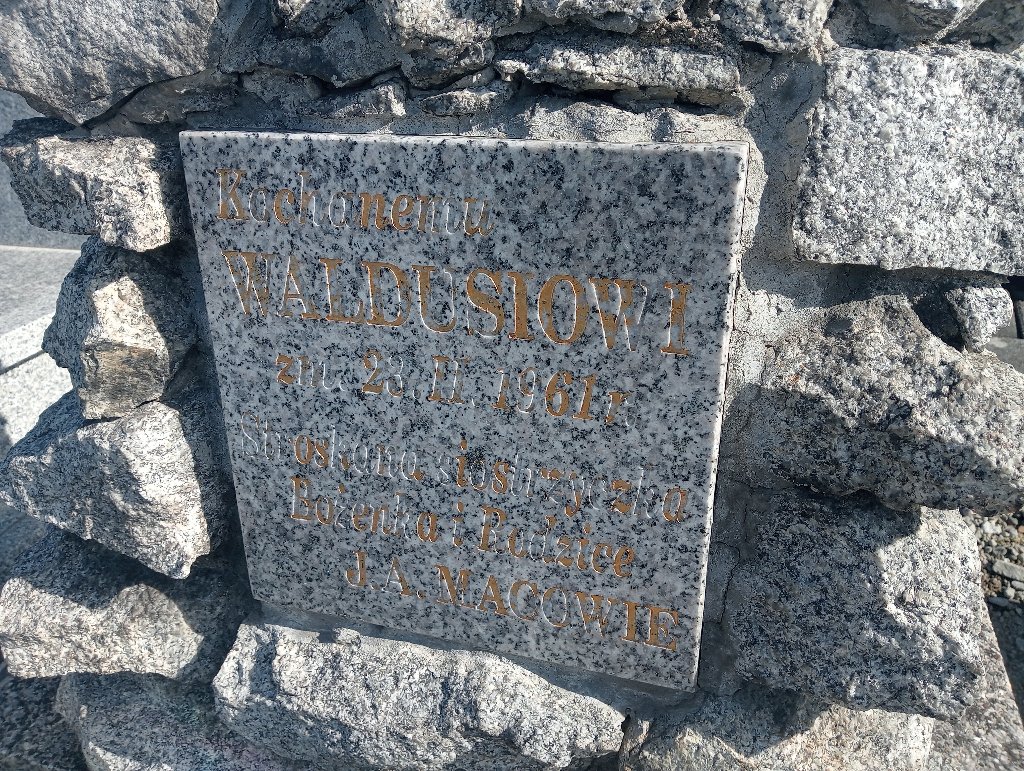 Kochanemu
WALDUSIOWI
zm. 23. II. 1961 r.
Stroskana siostrzyczka
Bożenka i Rodzice
J. A. MACOWIE